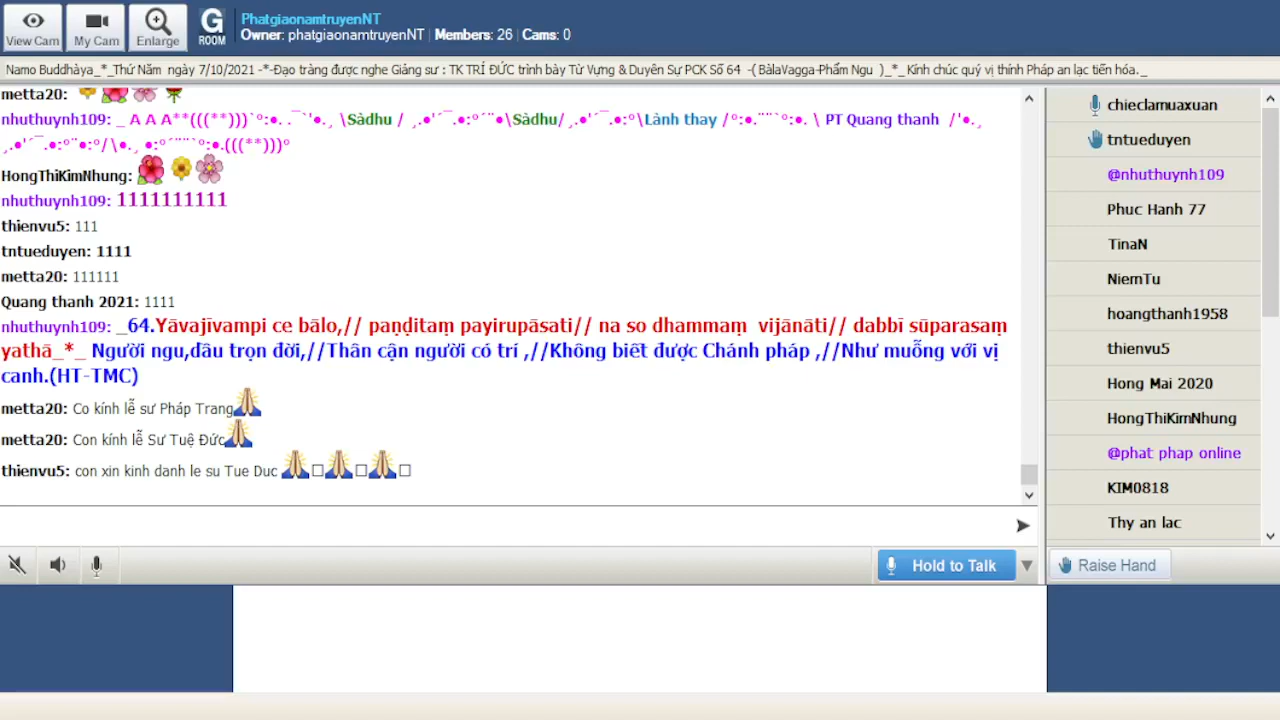 View Cam
My Cam
Enlarge
G
ROOM
PhatgiaonamtruyenNT
Owner: phatgiaonamtruyenNT | Members: 26 | Cams: 0
Namo Buddhàya_*_Thứ Năm ngày 7/10/2021 -*-Đạo tràng được nghe Giảng sư : TK TRÍ ĐỨC trình bày Từ Vựng & Duyên Sự PCK Số 64 -( BàlaVagga-Phẩm Ngu )_*_ Kính chúc quý vị thính Pháp an lạc tiến hóa._
metta20:
nhuthuynh109: _ A A A**(((**)))`°:•. .¯`'•.¸ \Sàdhu / ¸.•'´¯.•:°´¨•\Sàdhu/¸.•'´¯.•:°\Lành thay /°:•.¨¨`°:•. \ PT Quang thanh /'•.¸
¸.•'´¯.•:°¨•:°/\•.¸ •:°´¨¨`°:•.(((**)))°
HongThiKimNhung:
nhuthuynh109: 1111111111
thienvu5: 111
tntueduyen: 1111
metta20: 111111
Quang thanh 2021: 1111
nhuthuynh109: _64.Yāvajīvampi ce bālo,// paṇḍitaṃ payirupāsati// na so dhammaṃ vijānāti// dabbī sūparasaṃ
yathā_*_ Người ngu,dầu trọn đời,//Thân cận người có trí ,//Không biết được Chánh pháp ,//Như muỗng với vị
canh.(HT-TMC)
metta20: Co kính lễ sư Pháp Trang
metta20: Con kính lễ Sư Tuệ Đức
thienvu5: con xin kinh danh le su Tue Duc
Hold to Talk
chieclamuaxuan
tntueduyen
@nhuthuynh109
Phuc Hanh 77
TinaN
NiemTu
hoangthanh1958
thienvu5
Hong Mai 2020
HongThiKimNhung
@phat phap online
KIM0818
Thy an lac
Raise Hand